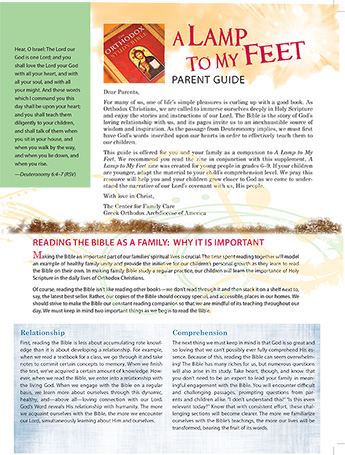 Hear, O Israel: The Lord our
God is one Lord; and you
shall love the Lord your God
with all your heart, and with
all your soul, and with all
your might. And these words
which I command you this
day shall be upon your heart;
and you shall teach them
diligently to your children,
and shall talk of them when
you sit in your house, and
when you walk by the way,
and when you lie down, and
when you rise.
—Deuteronomy 6:4-7 (RSV)
THE
ORTHODOX
STUDY BIBLE
A LAMP
TO MY FEET
PARENT GUIDE
Dear Parents,
For many of us, one of life's simple pleasures is curling up with a good book. As
Orthodox Christians, we are called to immerse ourselves deeply in Holy Scripture
and enjoy the stories and instructions of our Lord. The Bible is the story of God's
loving relationship with us, and its pages invite us to an inexhaustible source of
wisdom and inspiration. As the passage from Deuteronomy implies, we must first
have God's words inscribed upon our hearts in order to effectively teach them to
our children.
This guide is offered for you and your family as a companion to A Lamp to My
Feet. We recommend you read the zine in conjunction with this supplement. A
Lamp to My Feet zine was created for young people in grades 6–9. If your children
are younger, adapt the material to your child's comprehension level. We pray this
resource will help you and your children grow closer to God as we come to under-
stand the narrative of our Lord's covenant with us, His people.
With love in Christ,
The Center for Family Care
Greek Orthodox Archdiocese of America
READING THE BIBLE AS A FAMILY: WHY IT IS IMPORTANT
Making the Bible an important part of our families' spiritual lives is crucial. The time spent reading together will model
an example of healthy family unity and provide the initiative for our children's personal growth as they learn to read
the Bible on their own. In making family Bible study a regular practice, our children will learn the importance of Holy
Scripture in the daily lives of Orthodox Christians.
Of course, reading the Bible isn't like reading other books—we don't read through it and then stack it on a shelf next to,
say, the latest best seller. Rather, our copies of the Bible should occupy special, and accessible, places in our homes. We
should strive to make the Bible our constant reading companion so that we are mindful of its teaching throughout our
day. We must keep in mind two important things as we begin to read the Bible.
Relationship
First, reading the Bible is less about accumulating rote knowl-
edge than it is about developing a relationship. For example,
when we read a textbook for a class, we go through it and take
notes to commit certain concepts to memory. When we finish
the text, we've acquired a certain amount of knowledge. How-
ever, when we read the Bible, we enter into a relationship with
the living God. When we engage with the Bible on a regular
basis, we learn more about ourselves through this dynamic,
healthy, and—above all—loving connection with our Lord.
God's Word reveals His relationship with humanity. The more
we acquaint ourselves with the Bible, the more we encounter
our Lord, simultaneously learning about Him and ourselves.
Comprehension
The next thing we must keep in mind is that God is so great and
so loving that we can't possibly ever fully comprehend His es-
sence. Because of this, reading the Bible can seem overwhelm-
ing! The Bible has many riches for us, but numerous questions
will also arise in its study. Take heart, though, and know that
you don't need to be an expert to lead your family in mean-
ingful engagement with the Bible. You will encounter difficult
and challenging passages, prompting questions from par-
ents and children alike. "I don't understand this!" "Is this even
relevant today?" Know that with consistent effort, these chal-
lenging sections will become clearer. The more we familiarize
ourselves with the Bible's teachings, the more our lives will be
transformed, bearing the fruit of its words.